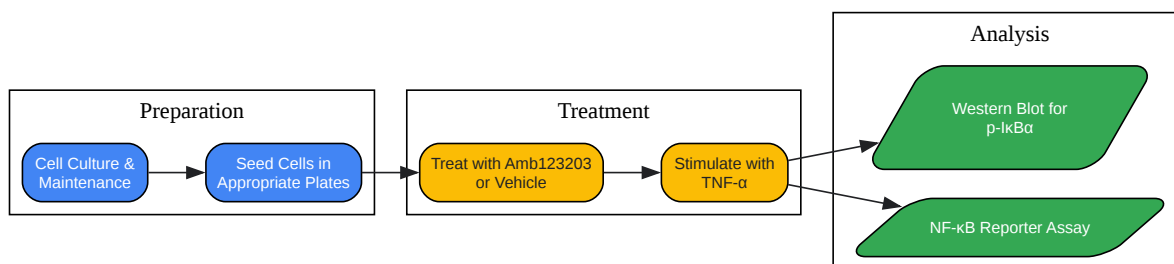 Preparation
Cell Culture &
Maintenance
Seed Cells in
Appropriate Plates
Treatment
Treat with Amb123203
or Vehicle
Stimulate with
TNF-α
Analysis
Western Blot for
p-IκBα
NF-κB Reporter Assay